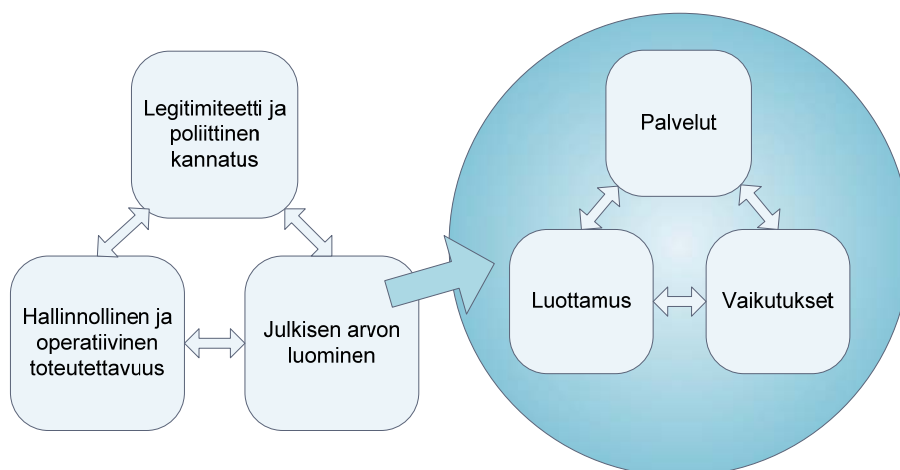 Legitimiteetti ja
poliittinen
kannatus
Hallinnollinen ja
operatiivinen
toteutettavuus
Julkisen arvon
luominen
Palvelut
Luottamus
Vaikutukset